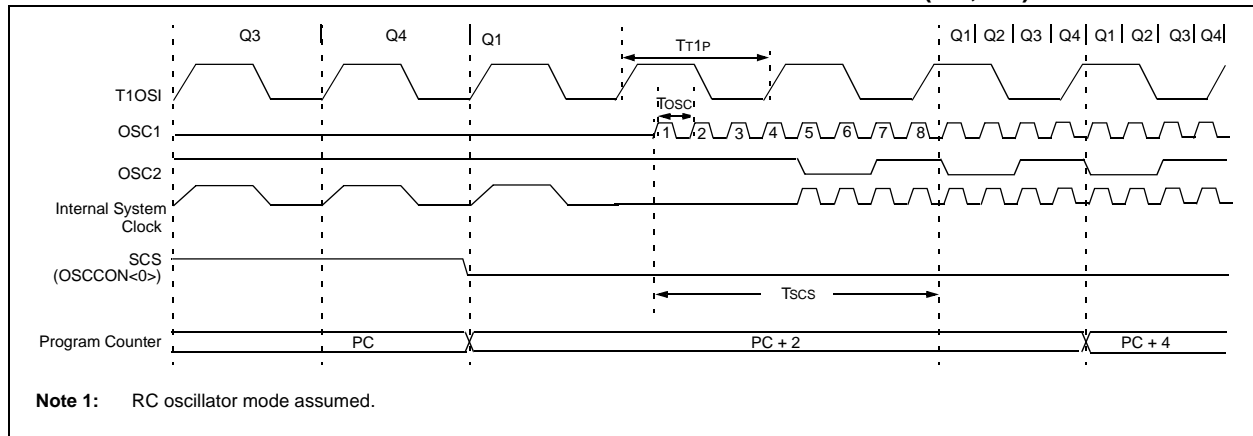 Q3 Q4 Q1 Q1 Q2 Q3 Q4 Q1 Q2 Q3 Q4
TT1P
T1OSI
TOSC
OSC1 1 2 3 4 5 6 7 8
OSC2
Internal System
Clock
SCS
(OSCCON<0>)
TSCS
Program Counter PC PC + 2 PC + 4
Note 1: RC oscillator mode assumed.